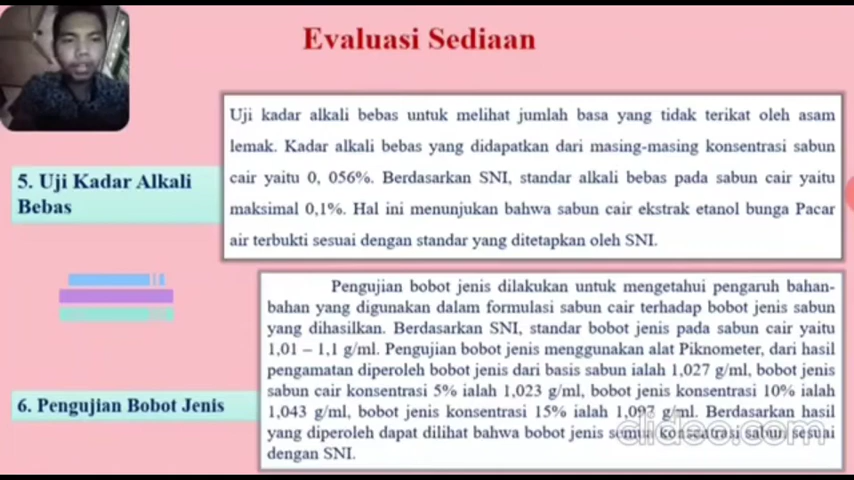 Evaluasi Sediaan
5. Uji Kadar Alkali
Bebas
Uji kadar alkali bebas untuk melihat jumlah basa yang tidak terikat oleh asam
lemak. Kadar alkali bebas yang didapatkan dari masing-masing konsentrasi sabun
cair yaitu 0, 056%. Berdasarkan SNI, standar alkali bebas pada sabun cair yaitu
maksimal 0,1%. Hal ini menunjukan bahwa sabun cair ekstrak etanol bunga Pacar
air terbukti sesuai dengan standar yang ditetapkan oleh SNI.
6. Pengujian Bobot Jenis
Pengujian bobot jenis dilakukan untuk mengetahui pengaruh bahan-
bahan yang digunakan dalam formulasi sabun cair terhadap bobot jenis sabun
yang dihasilkan. Berdasarkan SNI, standar bobot jenis pada sabun cair yaitu
1,01 – 1,1 g/ml. Pengujian bobot jenis menggunakan alat Piknometer, dari hasil
pengamatan diperoleh bobot jenis dari basis sabun ialah 1,027 g/ml, bobot jenis
sabun cair konsentrasi 5% ialah 1,023 g/ml, bobot jenis konsentrasi 10% ialah
1,043 g/ml, bobot jenis konsentrasi 15% ialah 1,097 g/ml. Berdasarkan hasil
yang diperoleh dapat dilihat bahwa bobot jenis semua konsentrasi sabun sesuai
dengan SNI.
clideo.com